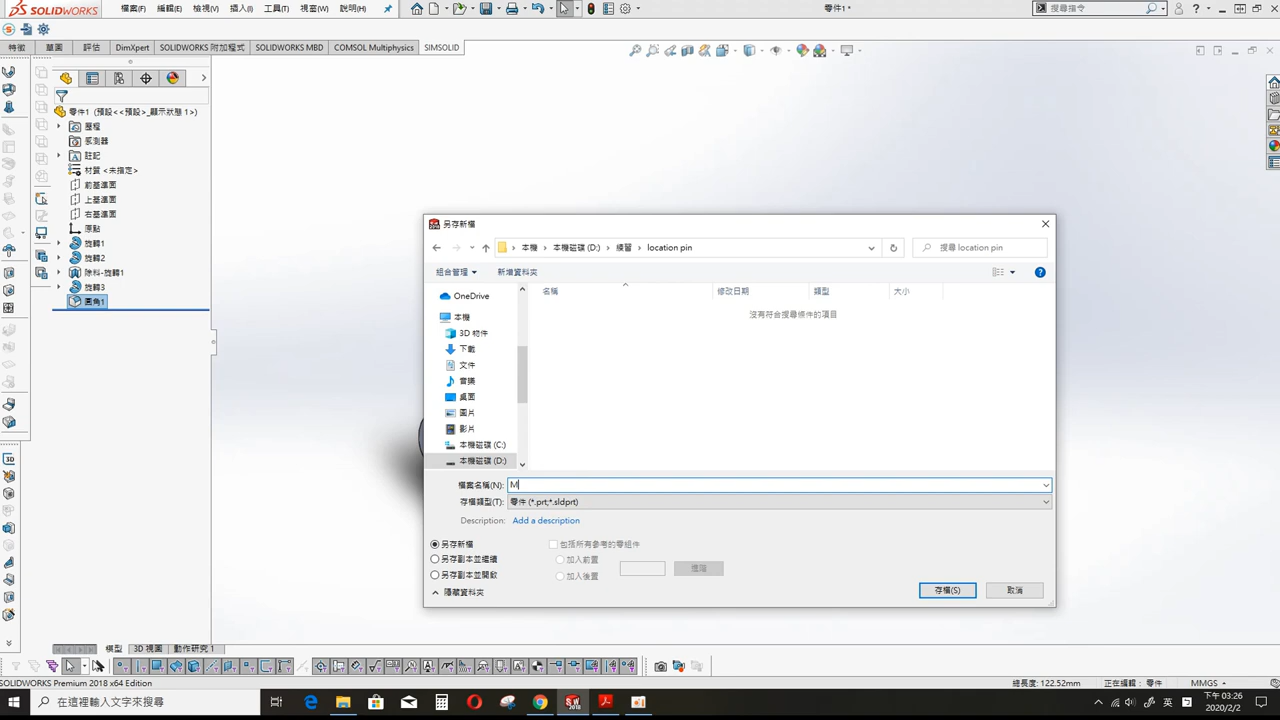 SOLIDWORKS
檔案(F)
編輯(E)
檢視(V)
插入(I)
工具(T)
視窗(W)
說明(H)
零件1 *
搜尋指令
特徵
草圖
評估
DimXpert
SOLIDWORKS 附加程式
SOLIDWORKS MBD
COMSOL Multiphysics
SIMSOLID
零件1 (預設<<預設>_顯示狀態 1>)
歷程
感測器
註記
材質 <未指定>
前基準面
上基準面
右基準面
原點
旋轉1
旋轉2
除料-旋轉1
旋轉3
圓角1
另存新檔
本機
本機磁碟 (D:)
練習
location pin
搜尋 location pin
組合管理
新增資料夾
名稱
修改日期
類型
大小
沒有符合搜尋條件的項目
OneDrive
本機
3D 物件
下載
文件
音樂
桌面
圖片
影片
本機磁碟 (C:)
本機磁碟 (D:)
檔案名稱(N):
M
存檔類型(T):
零件 (*.prt;*.sldprt)
Description:
Add a description
另存新檔
另存副本並繼續
另存副本並開啟
包括所有參考的零組件
加入前置
加入後置
進階
隱藏資料夾
存檔(S)
取消
模型
3D 視圖
動作研究 1
SOLIDWORKS Premium 2018 x64 Edition
總長度: 122.52mm
正在編輯: 零件
MMGS
在這裡輸入文字來搜尋
英
下午 03:26
2020/2/2